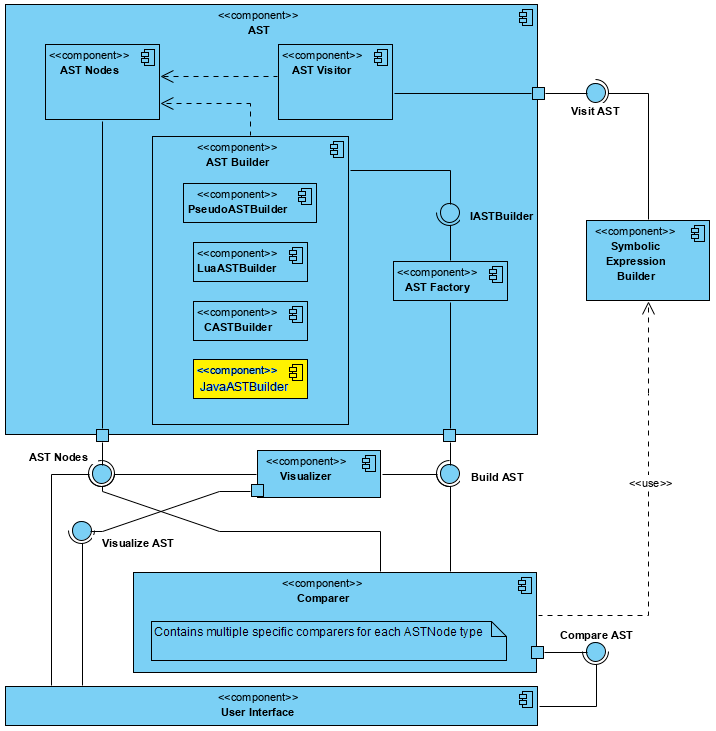 <<component>>
AST
<<component>>
AST Nodes
<<component>>
AST Visitor
Visit AST
<<component>>
AST Builder
<<component>>
PseudoASTBuilder
IASTBuilder
<<component>>
LuaASTBuilder
<<component>>
AST Factory
<<component>>
Symbolic
Expression
Builder
<<component>>
CASTBuilder
<<component>>
JavaASTBuilder
AST Nodes
<<component>>
Visualizer
Build AST
<<use>>
Visualize AST
<<component>>
Comparer
Contains multiple specific comparers for each ASTNode type
Compare AST
<<component>>
User Interface